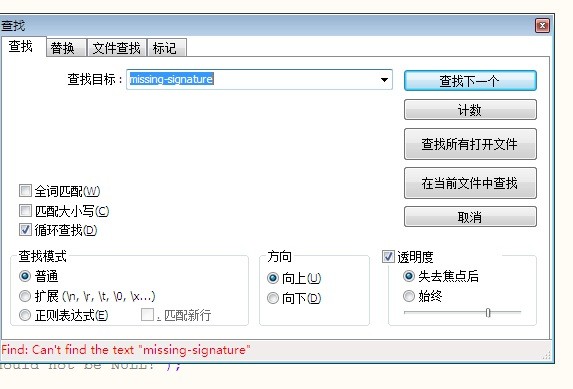 查找
查找 替换 文件查找 标记
查找目标： missing-signature
查找下一个
计数
查找所有打开文件
在当前文件中查找
取消
全词匹配(W)
匹配大小写(C)
循环查找(D)
查找模式
普通
扩展 (\n, \r, \t, \0, \x...)
正则表达式(E) . 匹配新行
方向
向上(U)
向下(D)
透明度
失去焦点后
始终
Find: Can't find the text "missing-signature"
ould not be NULL! );